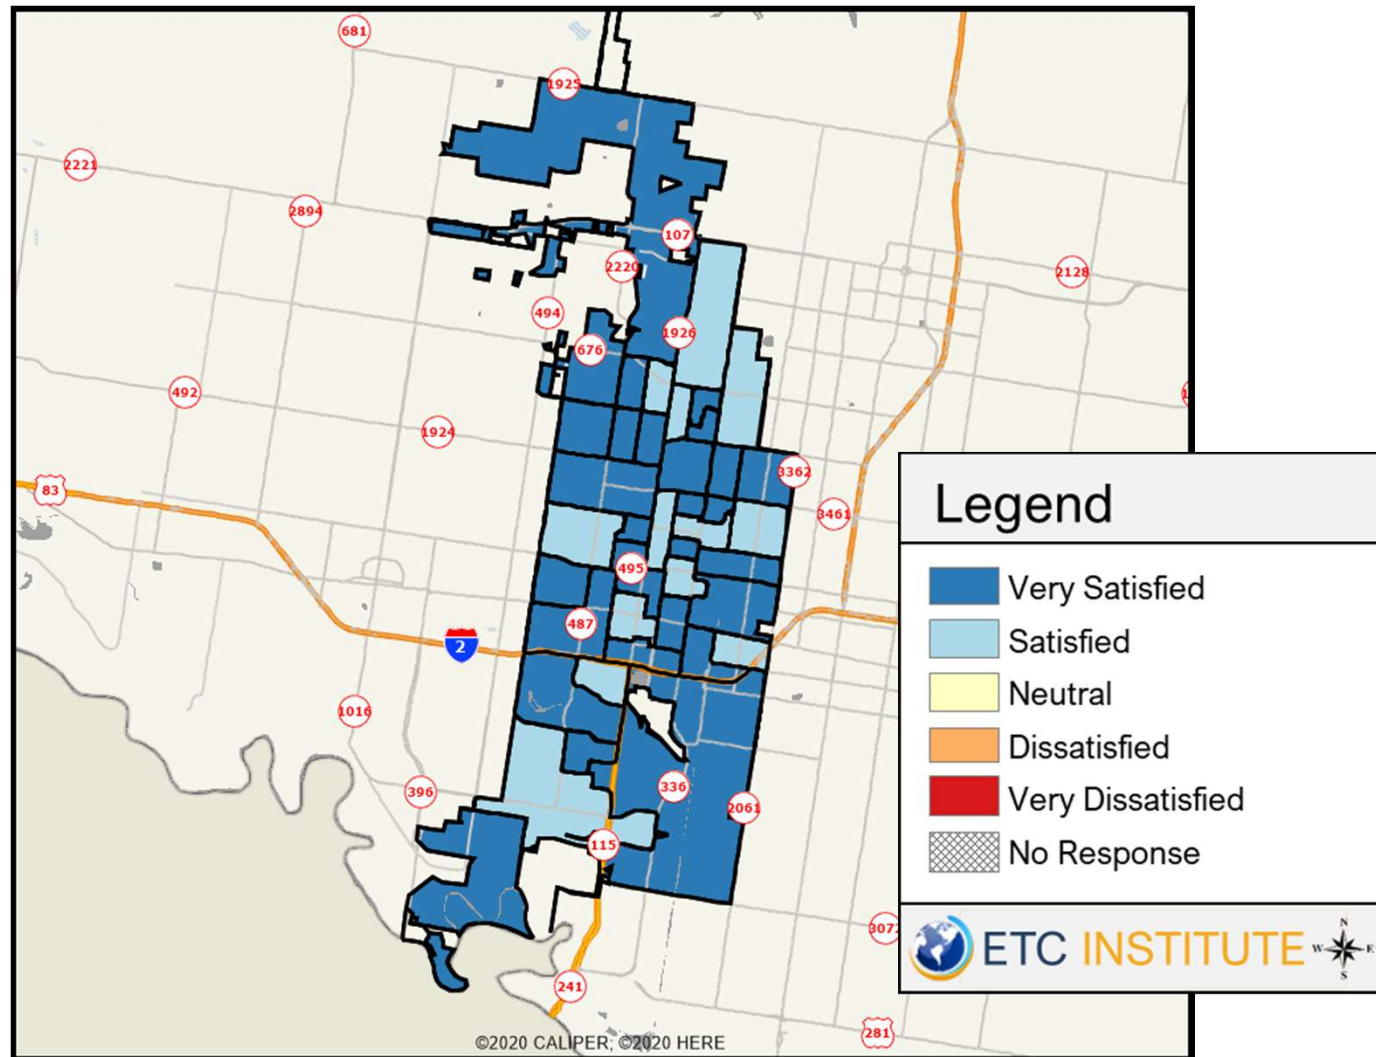 681
1925
2221
2894
107
2220
2128
494
1926
676
492
1924
3362
83
3461
495
487
2
1016
336
396
2061
115
3072
241
281
©2020 CALIPER; ©2020 HERE
Legend
Very Satisfied
Satisfied
Neutral
Dissatisfied
Very Dissatisfied
No Response
ETC INSTITUTE
N
W E
S